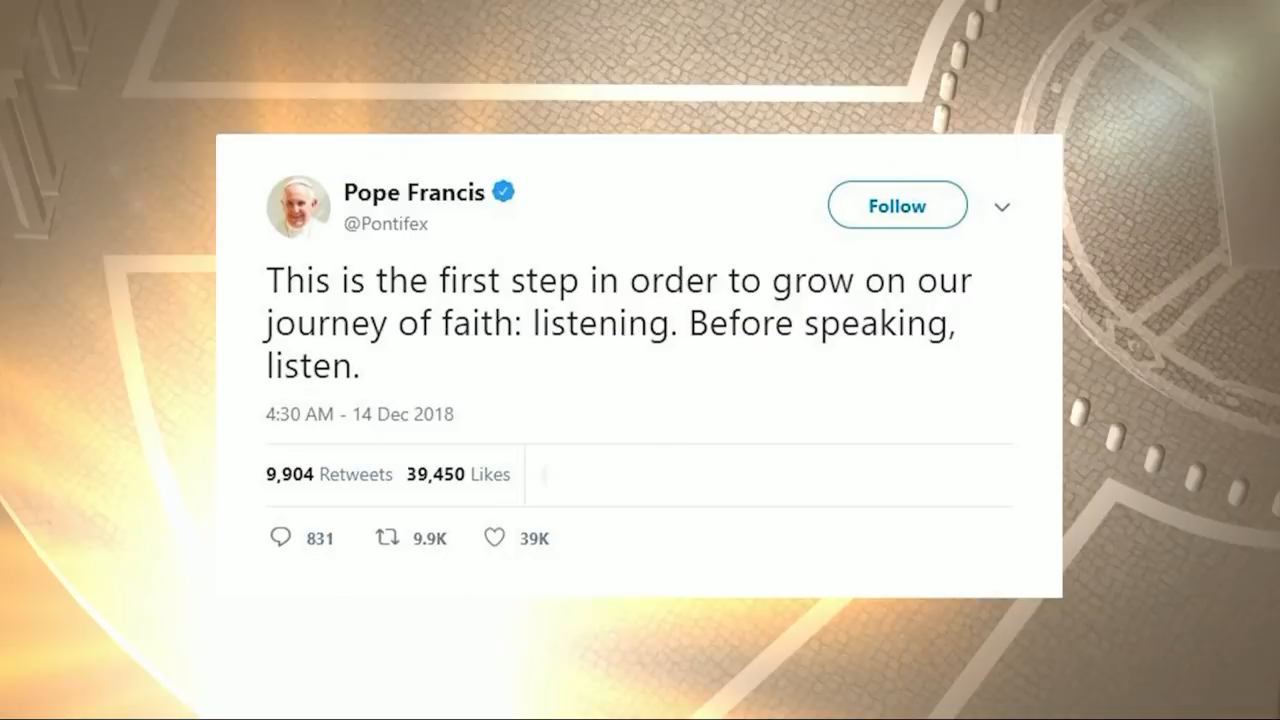 Pope Francis
@Pontifex
Follow
This is the first step in order to grow on our
journey of faith: listening. Before speaking,
listen.
4:30 AM - 14 Dec 2018
9,904 Retweets 39,450 Likes
831 9.9K 39K